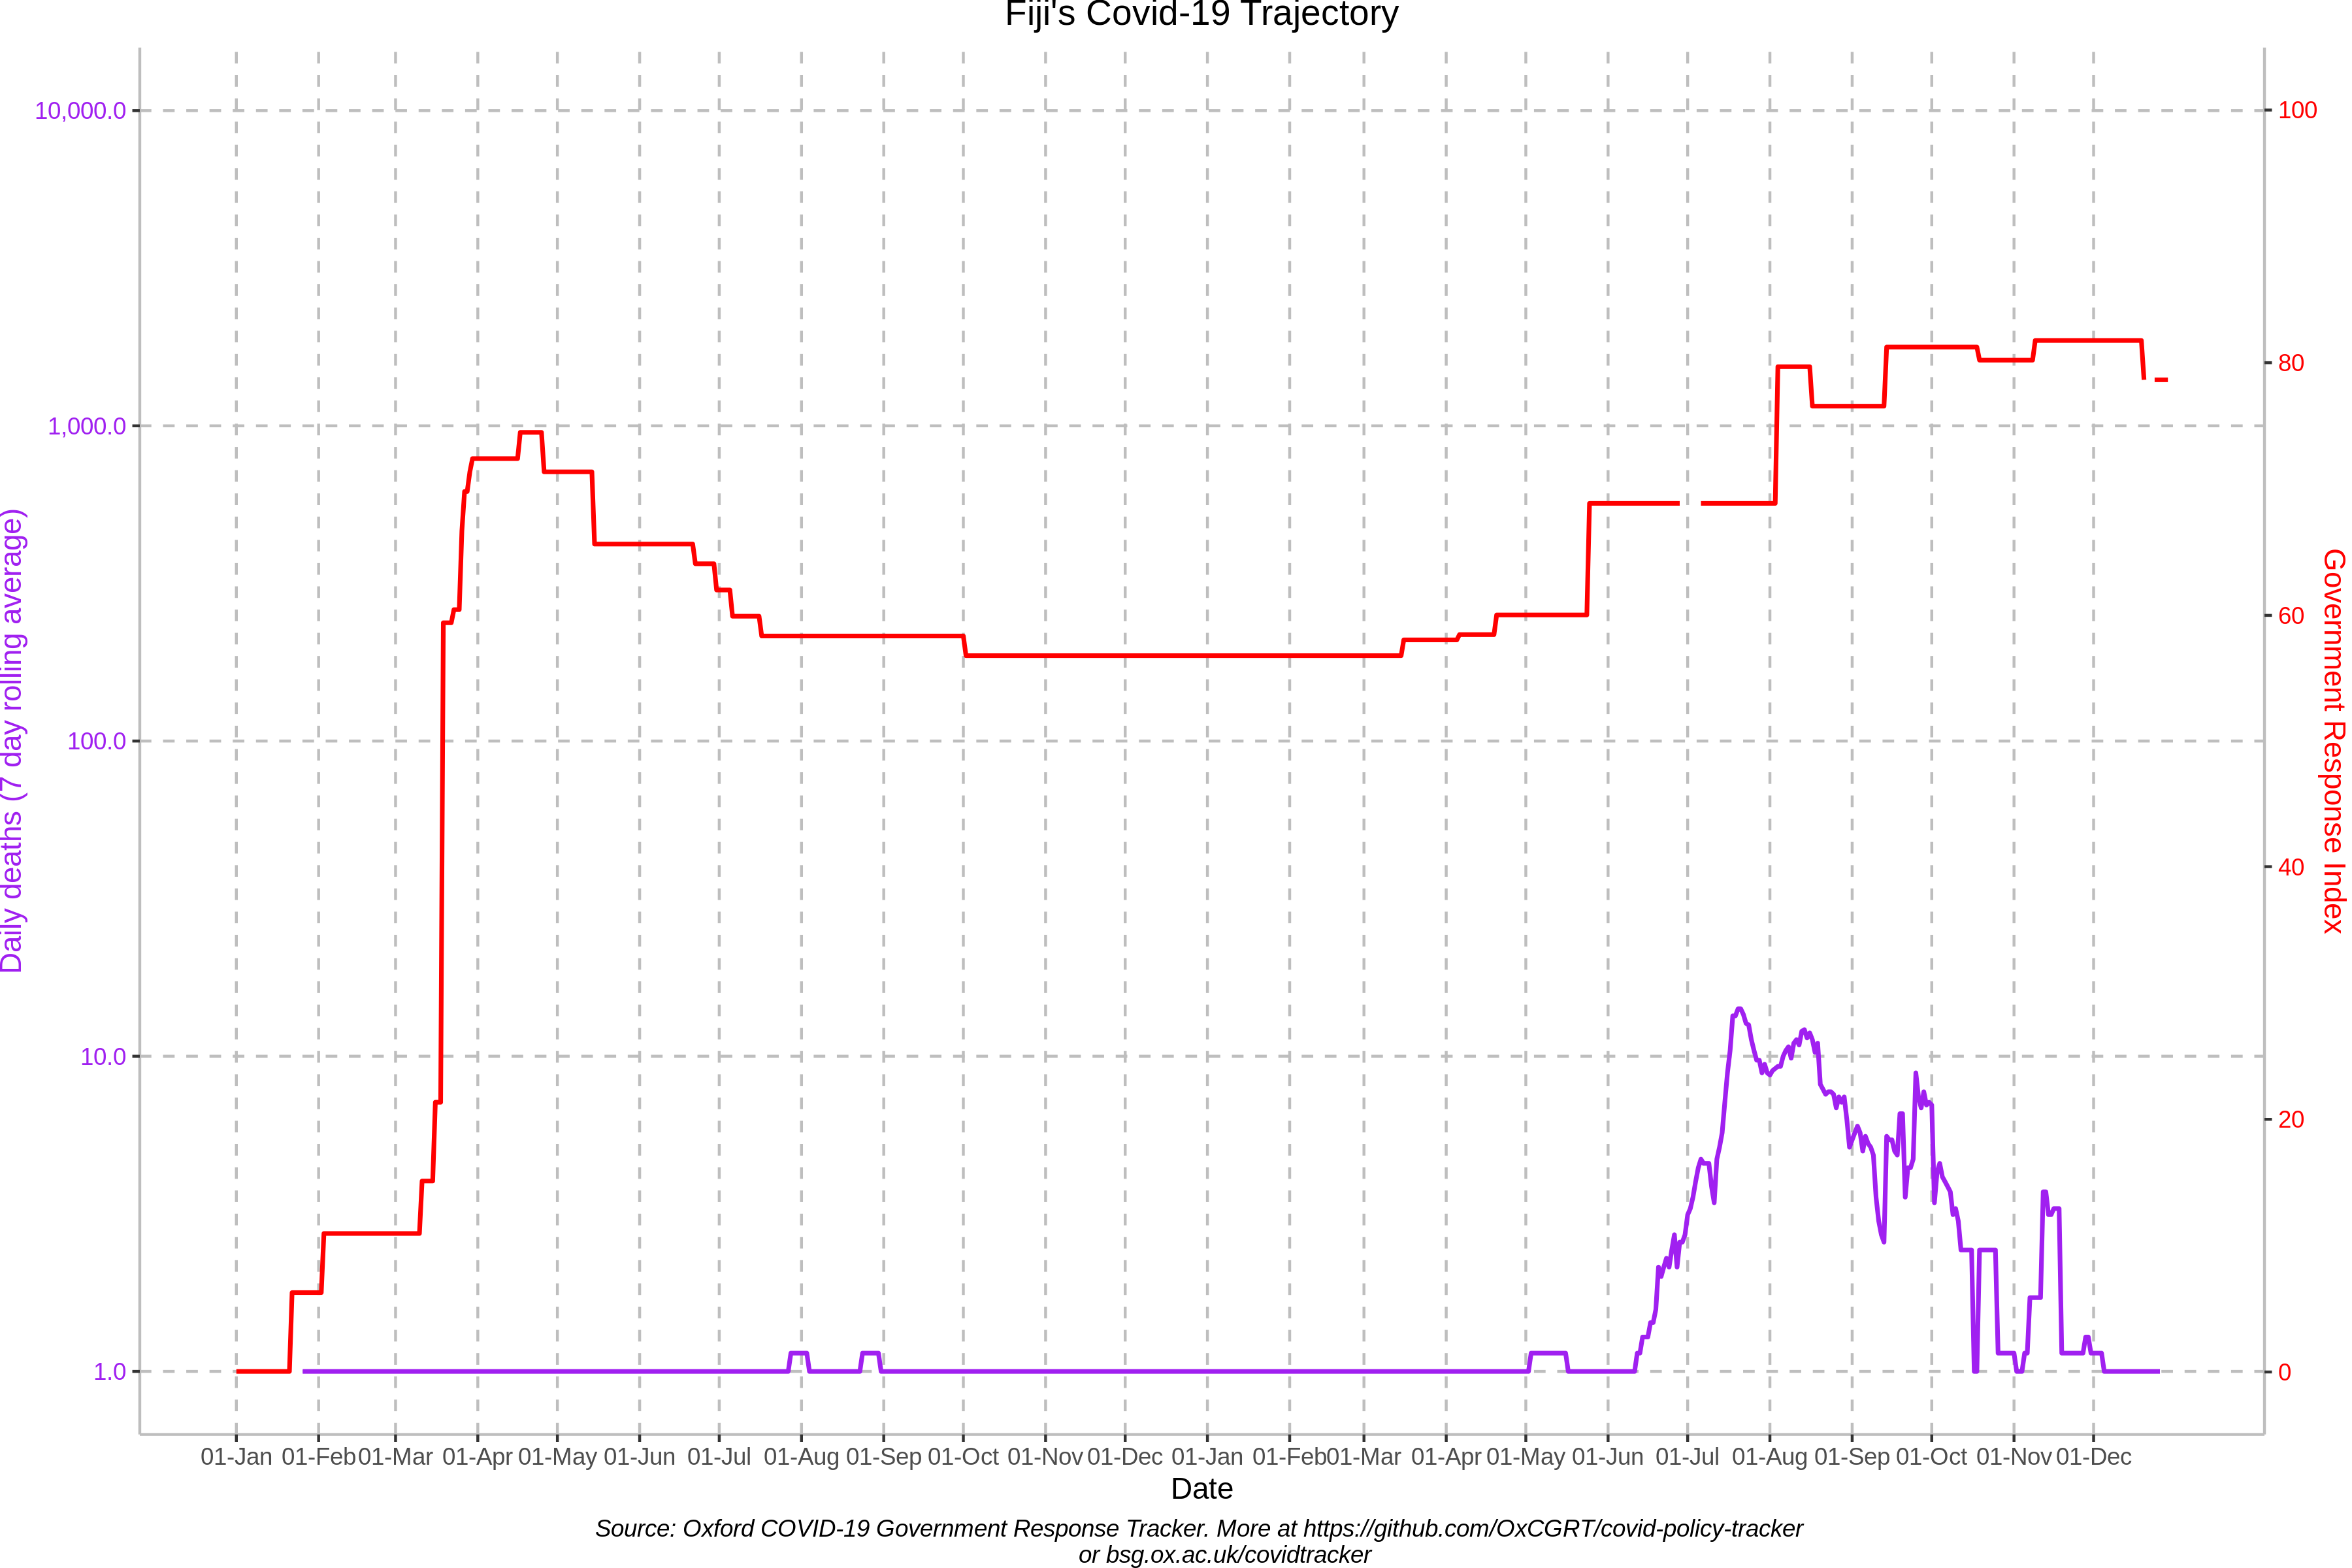 Fiji's Covid-19 Trajectory
10,000.0
1,000.0
100.0
10.0
1.0
Daily deaths (7 day rolling average)
100
80
60
40
20
0
Government Response Index
01-Jan 01-Feb 01-Mar 01-Apr 01-May 01-Jun 01-Jul 01-Aug 01-Sep 01-Oct 01-Nov 01-Dec 01-Jan 01-Feb 01-Mar 01-Apr 01-May 01-Jun 01-Jul 01-Aug 01-Sep 01-Oct 01-Nov 01-Dec
Date
Source: Oxford COVID-19 Government Response Tracker. More at https://github.com/OxCGRT/covid-policy-tracker
or bsg.ox.ac.uk/covidtracker